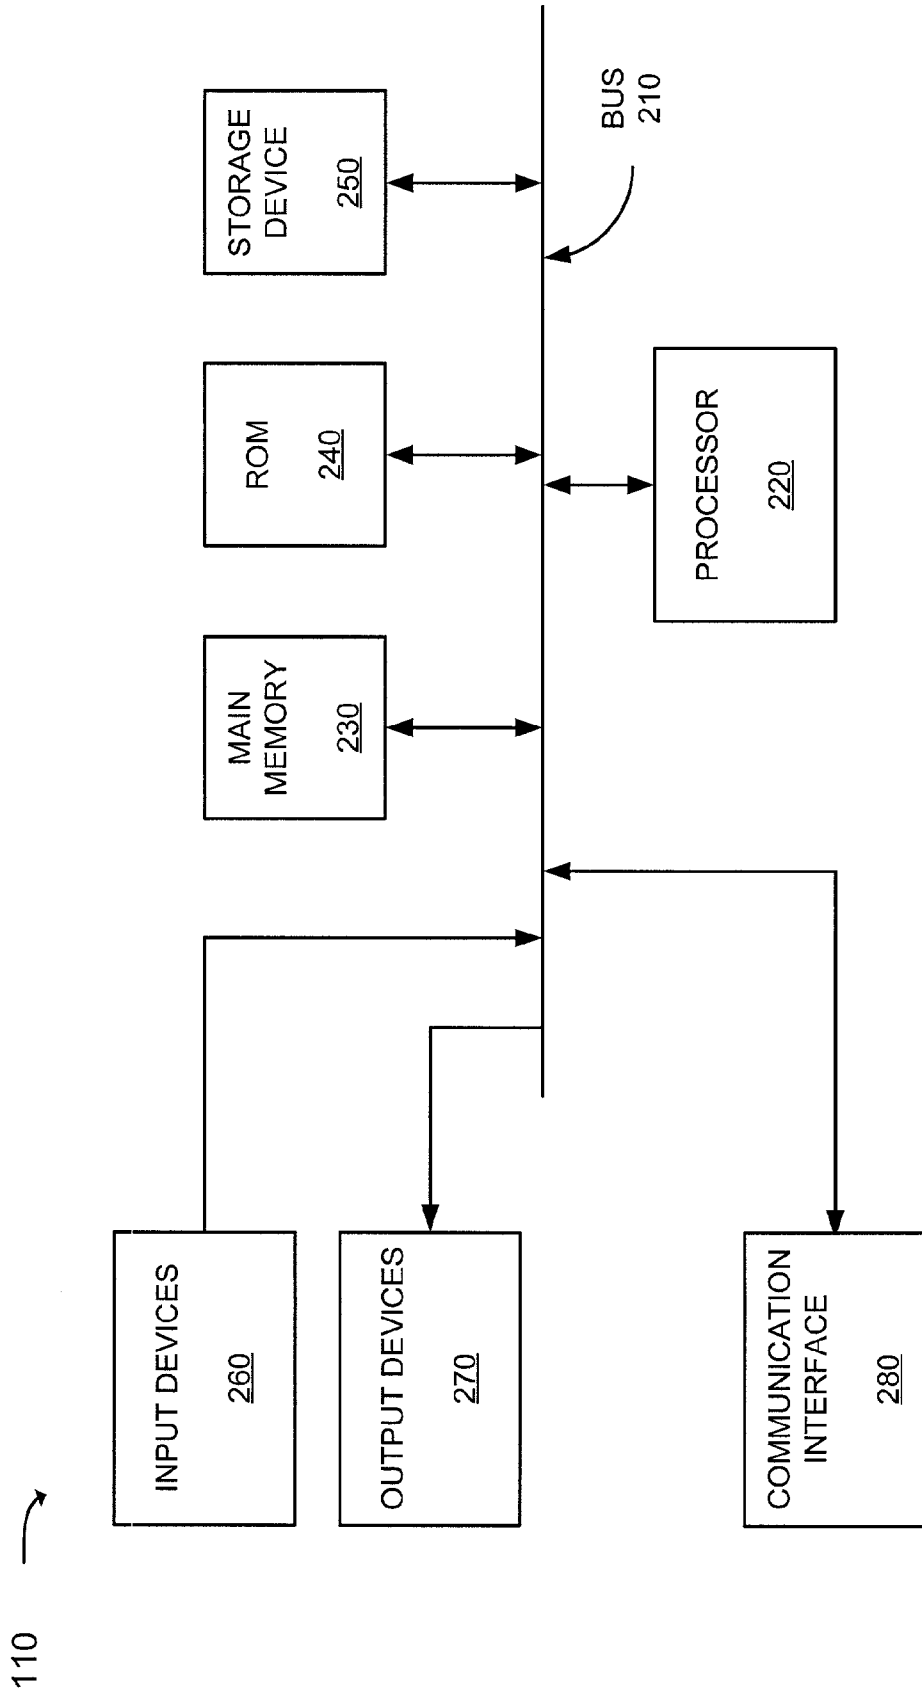 110
INPUT DEVICES
260
OUTPUT DEVICES
270
COMMUNICATION
INTERFACE
280
MAIN
MEMORY
230
ROM
240
STORAGE
DEVICE
250
PROCESSOR
220
BUS
210